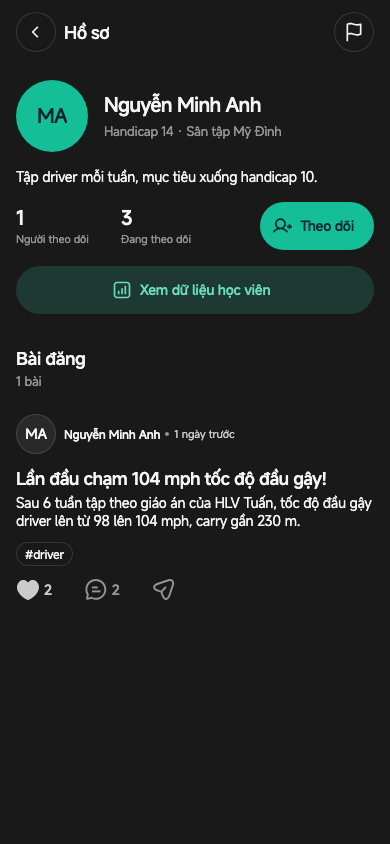 Hồ sơ
MA
Nguyễn Minh Anh
Handicap 14 · Sân tập Mỹ Đình
Tập driver mỗi tuần, mục tiêu xuống handicap 10.
1
Người theo dõi
3
Đang theo dõi
Theo dõi
Xem dữ liệu học viên
Bài đăng
1 bài
MA
Nguyễn Minh Anh • 1 ngày trước
Lần đầu chạm 104 mph tốc độ đầu gậy!
Sau 6 tuần tập theo giáo án của HLV Tuấn, tốc độ đầu gậy
driver lên từ 98 lên 104 mph, carry gần 230 m.
#driver
2
2